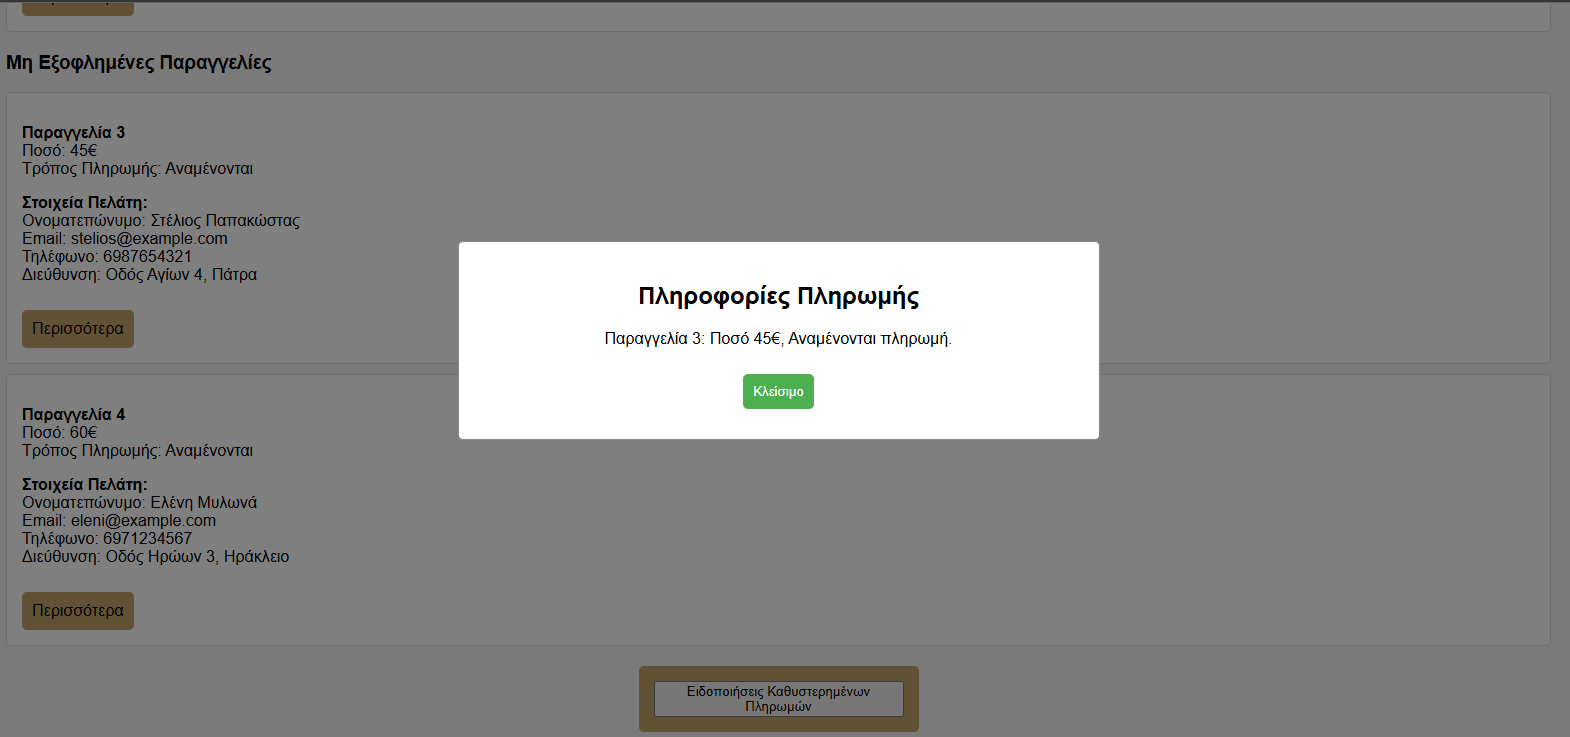 Μη Εξοφλημένες Παραγγελίες
Παραγγελία 3
Ποσό: 45€
Τρόπος Πληρωμής: Αναμένονται
Στοιχεία Πελάτη:
Ονοματεπώνυμο: Στέλιος Παπακώστας
Email: stelios@example.com
Τηλέφωνο: 6987654321
Διεύθυνση: Οδός Αγίων 4, Πάτρα
Περισσότερα
Πληροφορίες Πληρωμής
Παραγγελία 3: Ποσό 45€, Αναμένονται πληρωμή.
Κλείσιμο
Παραγγελία 4
Ποσό: 60€
Τρόπος Πληρωμής: Αναμένονται
Στοιχεία Πελάτη:
Ονοματεπώνυμο: Ελένη Μυλωνά
Email: eleni@example.com
Τηλέφωνο: 6971234567
Διεύθυνση: Οδός Ηρώων 3, Ηράκλειο
Περισσότερα
Ειδοποιήσεις Καθυστερημένων
Πληρωμών